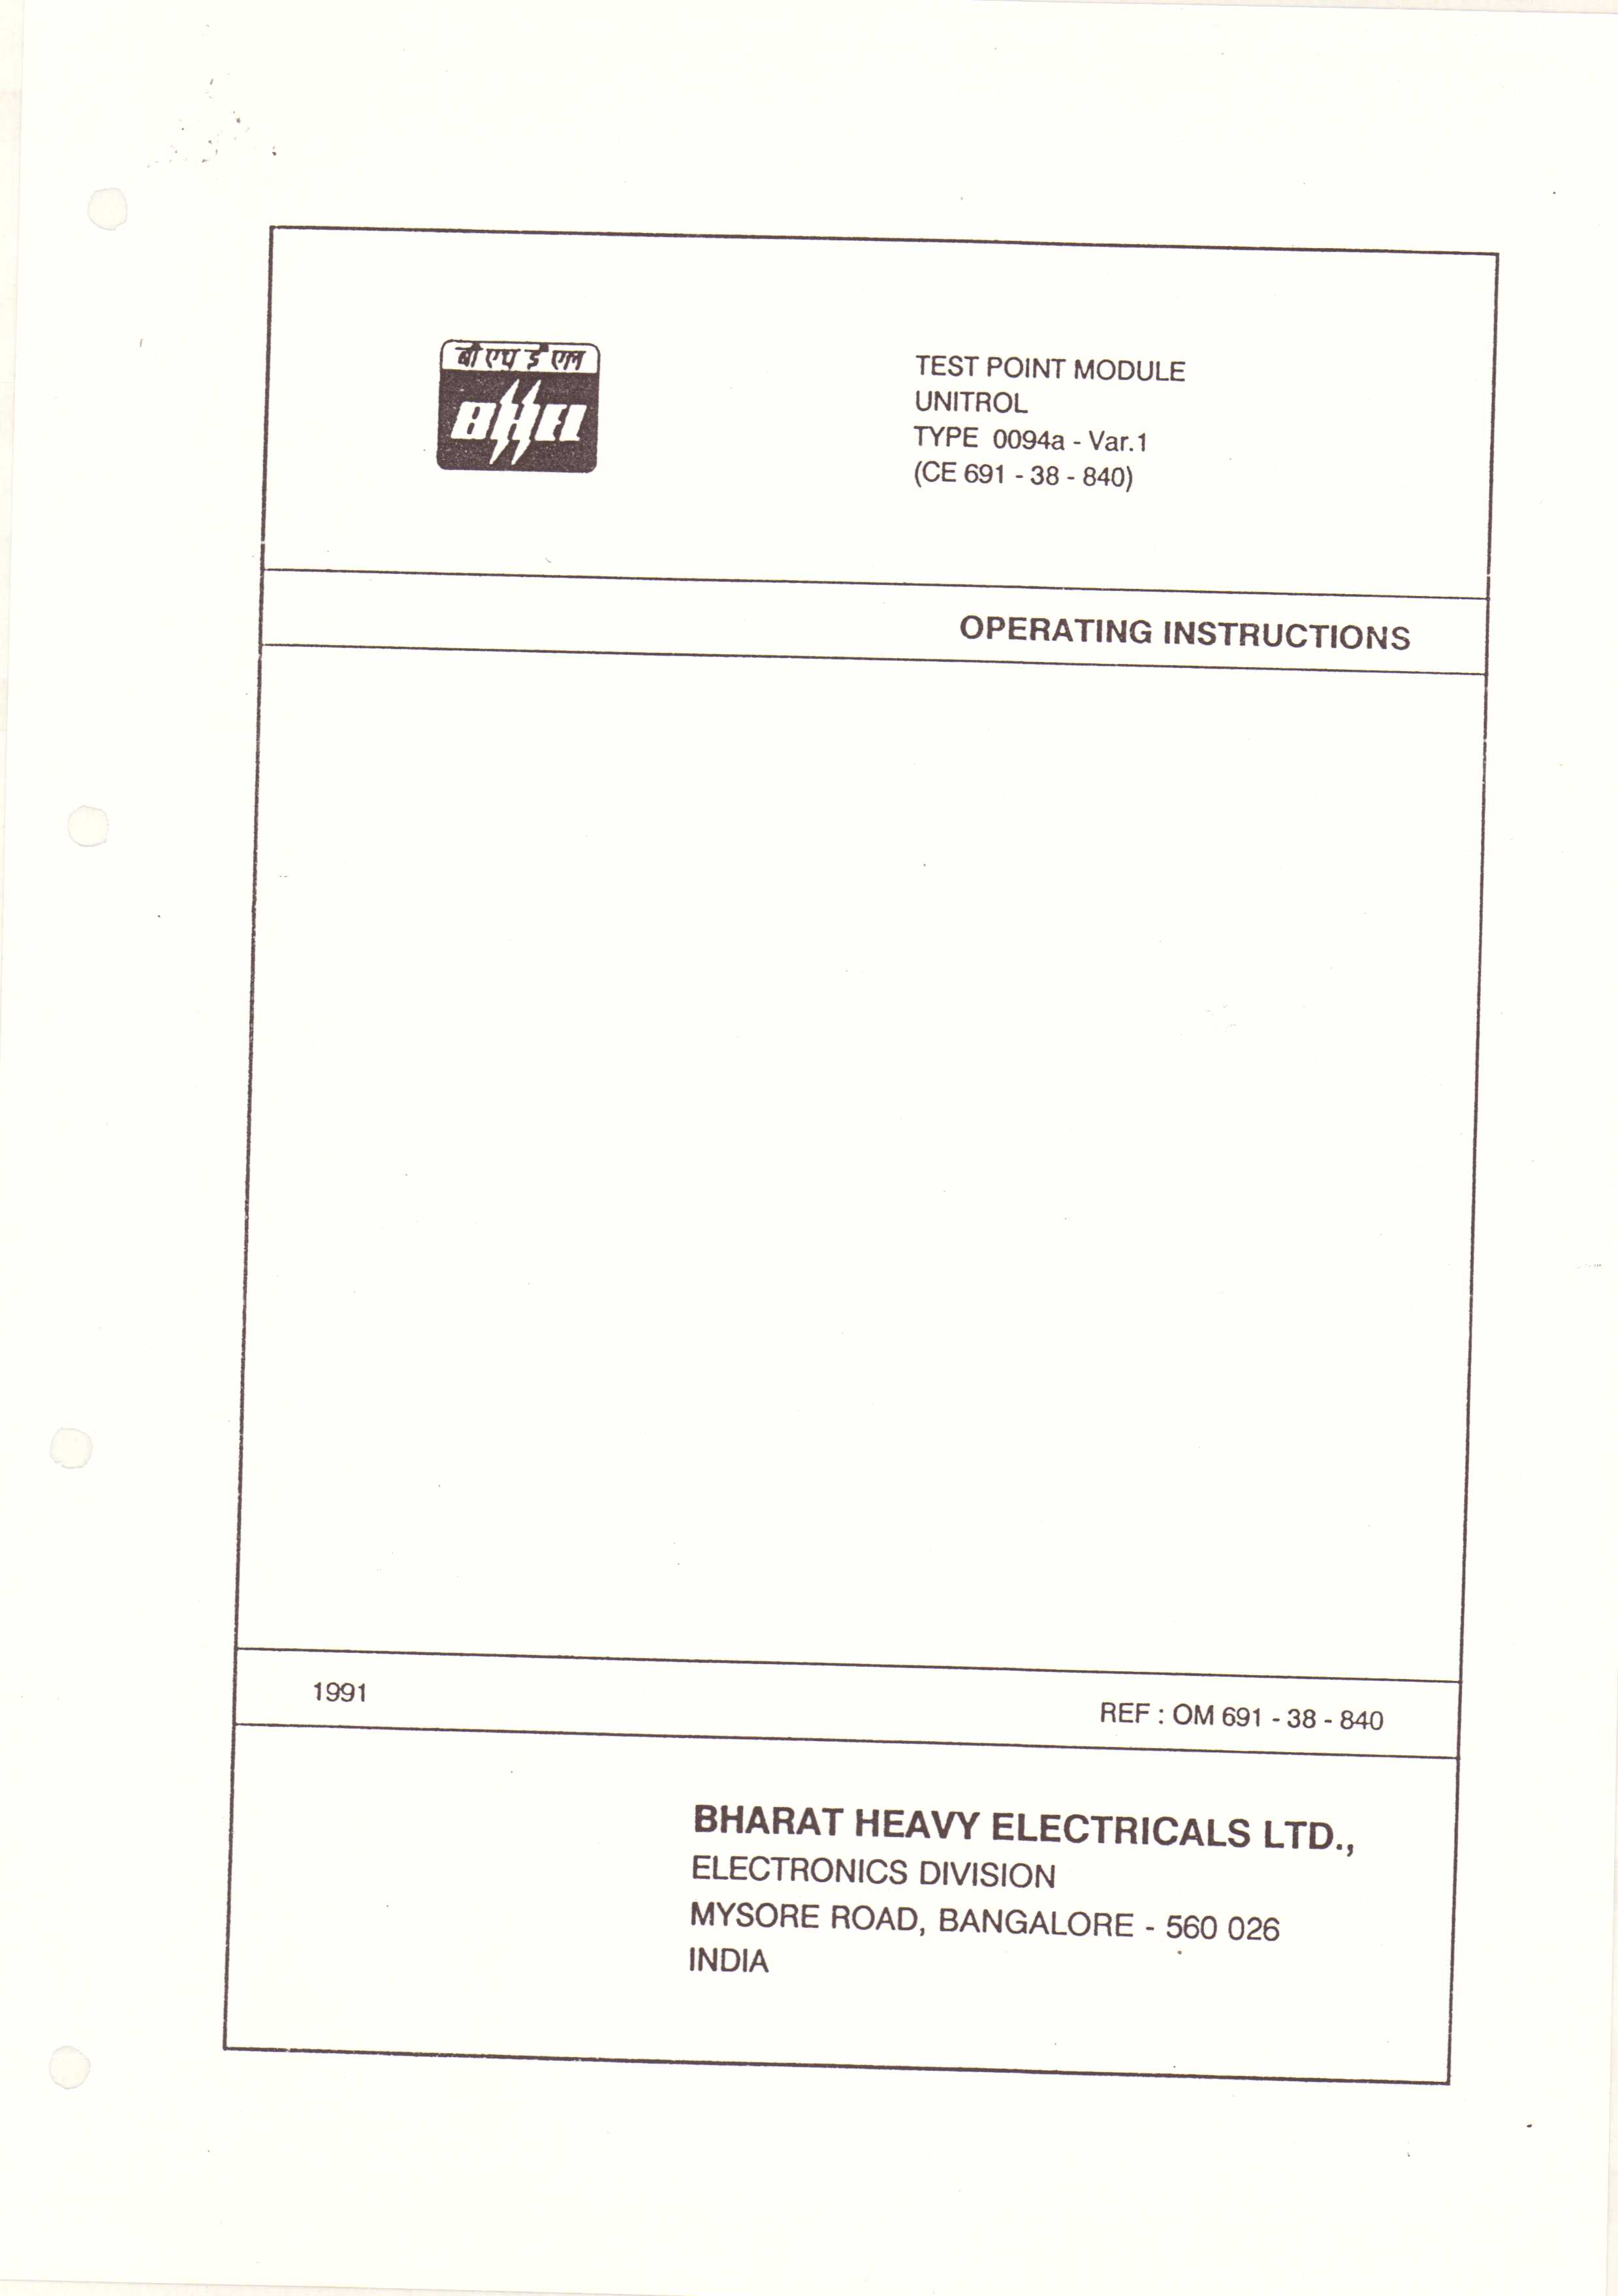 बी एच ई एल
BHEL
TEST POINT MODULE
UNITROL
TYPE 0094a - Var.1
(CE 691 - 38 - 840)
OPERATING INSTRUCTIONS
1991
REF : OM 691 - 38 - 840
BHARAT HEAVY ELECTRICALS LTD.,
ELECTRONICS DIVISION
MYSORE ROAD, BANGALORE - 560 026
INDIA